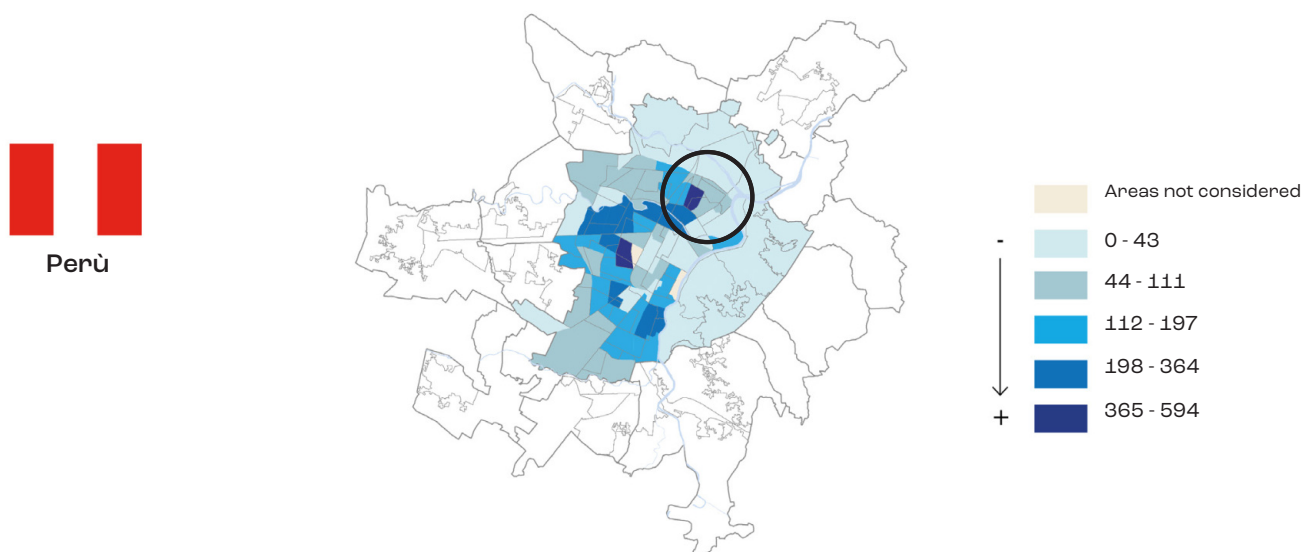 Perù
Areas not considered
-
0 - 43
44 - 111
112 - 197
198 - 364
+
365 - 594